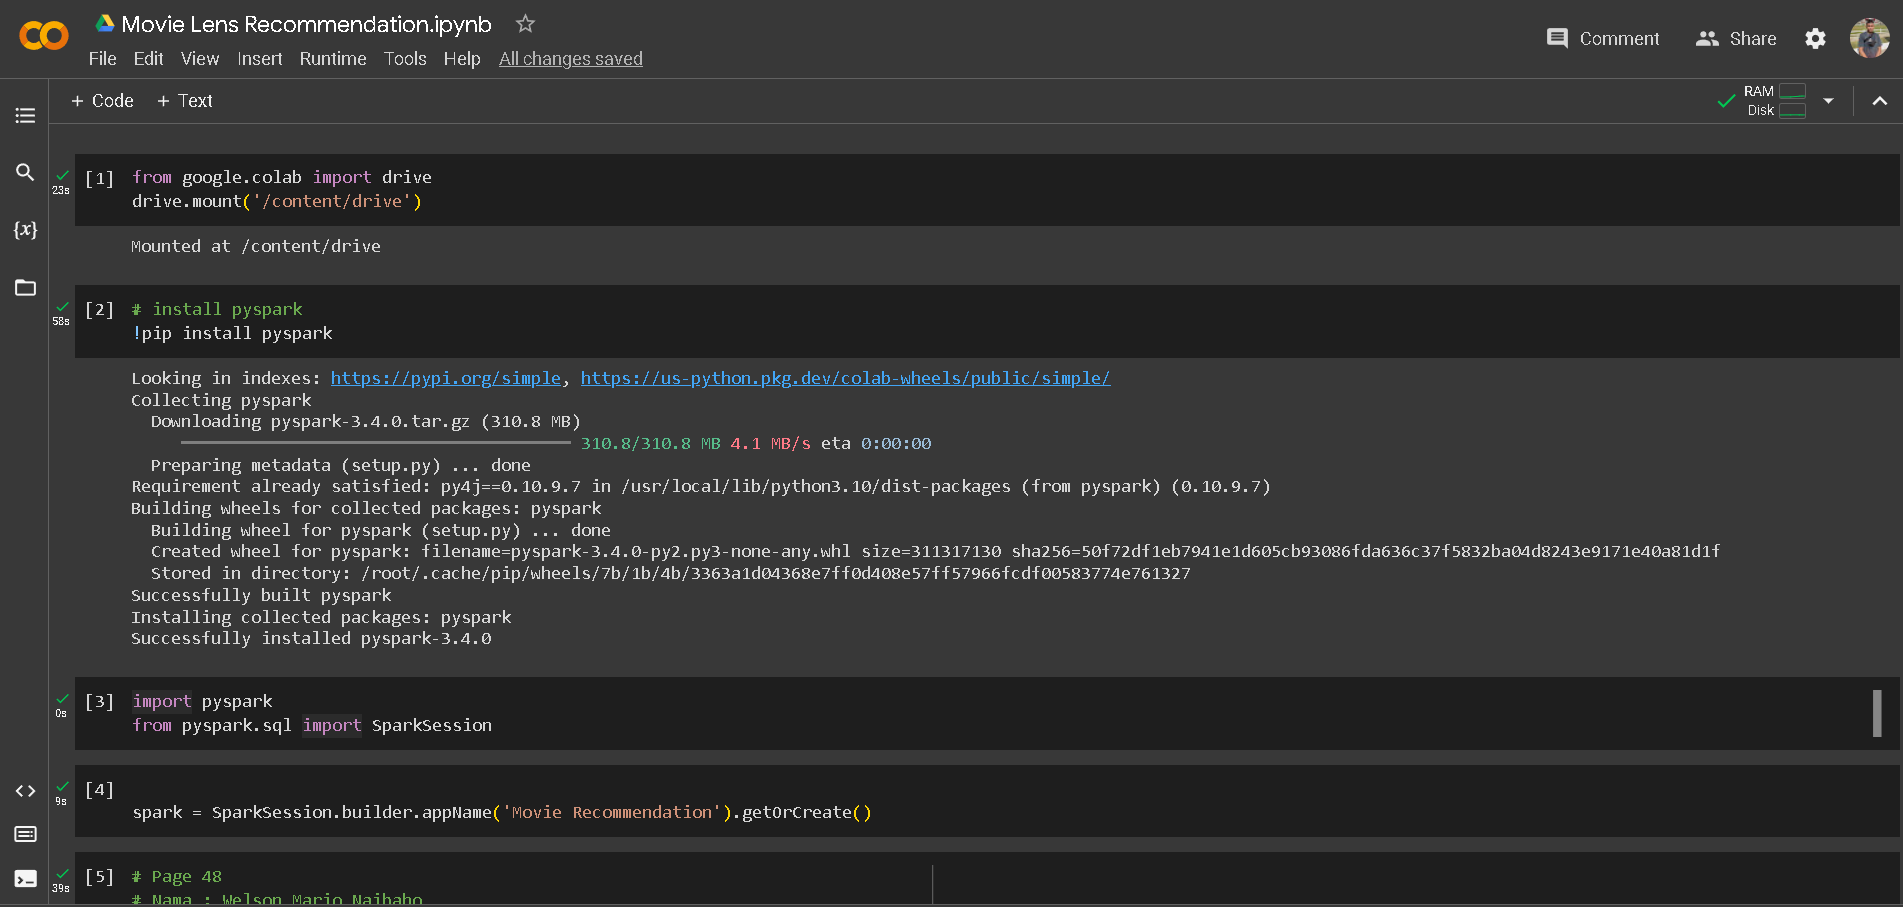 Movie Lens Recommendation.ipynb
File Edit View Insert Runtime Tools Help All changes saved
Comment Share
+ Code + Text
RAM
Disk
23s
[1] from google.colab import drive
drive.mount('/content/drive')
Mounted at /content/drive
58s
[2] # install pyspark
!pip install pyspark
Looking in indexes: https://pypi.org/simple, https://us-python.pkg.dev/colab-wheels/public/simple/
Collecting pyspark
Downloading pyspark-3.4.0.tar.gz (310.8 MB)
310.8/310.8 MB 4.1 MB/s eta 0:00:00
Preparing metadata (setup.py) ... done
Requirement already satisfied: py4j==0.10.9.7 in /usr/local/lib/python3.10/dist-packages (from pyspark) (0.10.9.7)
Building wheels for collected packages: pyspark
Building wheel for pyspark (setup.py) ... done
Created wheel for pyspark: filename=pyspark-3.4.0-py2.py3-none-any.whl size=311317130 sha256=50f72df1eb7941e1d605cb93086fda636c37f5832ba04d8243e9171e40a81d1f
Stored in directory: /root/.cache/pip/wheels/7b/1b/4b/3363a1d04368e7ff0d408e57ff57966fcdf00583774e761327
Successfully built pyspark
Installing collected packages: pyspark
Successfully installed pyspark-3.4.0
0s
[3] import pyspark
from pyspark.sql import SparkSession
9s
[4]
spark = SparkSession.builder.appName('Movie Recommendation').getOrCreate()
39s
[5] # Page 48
# Nama : Welson Mario Naibaho